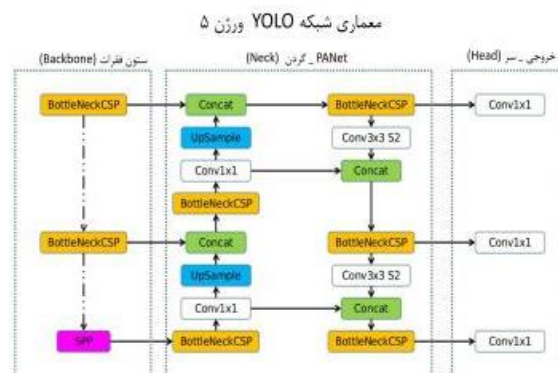 معماری شبکه YOLO ورژن ۵
ستون فقرات (Backbone)
گردن _ PANet (Neck)
خروجی _ سر (Head)
BottleNeckCSP
Concat
BottleNeckCSP
Conv1x1
UpSample
Conv3x3 S2
Conv1x1
Concat
BottleNeckCSP
BottleNeckCSP
Concat
BottleNeckCSP
Conv1x1
UpSample
Conv3x3 S2
Conv1x1
Concat
SPP
BottleNeckCSP
BottleNeckCSP
Conv1x1